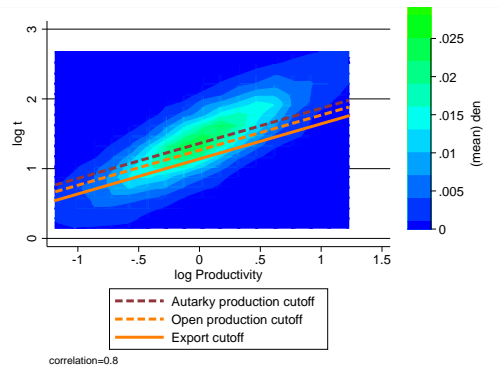 3
2
1
0
log t
-1
-.5
0
.5
1
1.5
log Productivity
.025
.02
.015
.01
.005
0
(mean) den
Autarky production cutoff
Open production cutoff
Export cutoff
correlation=0.8